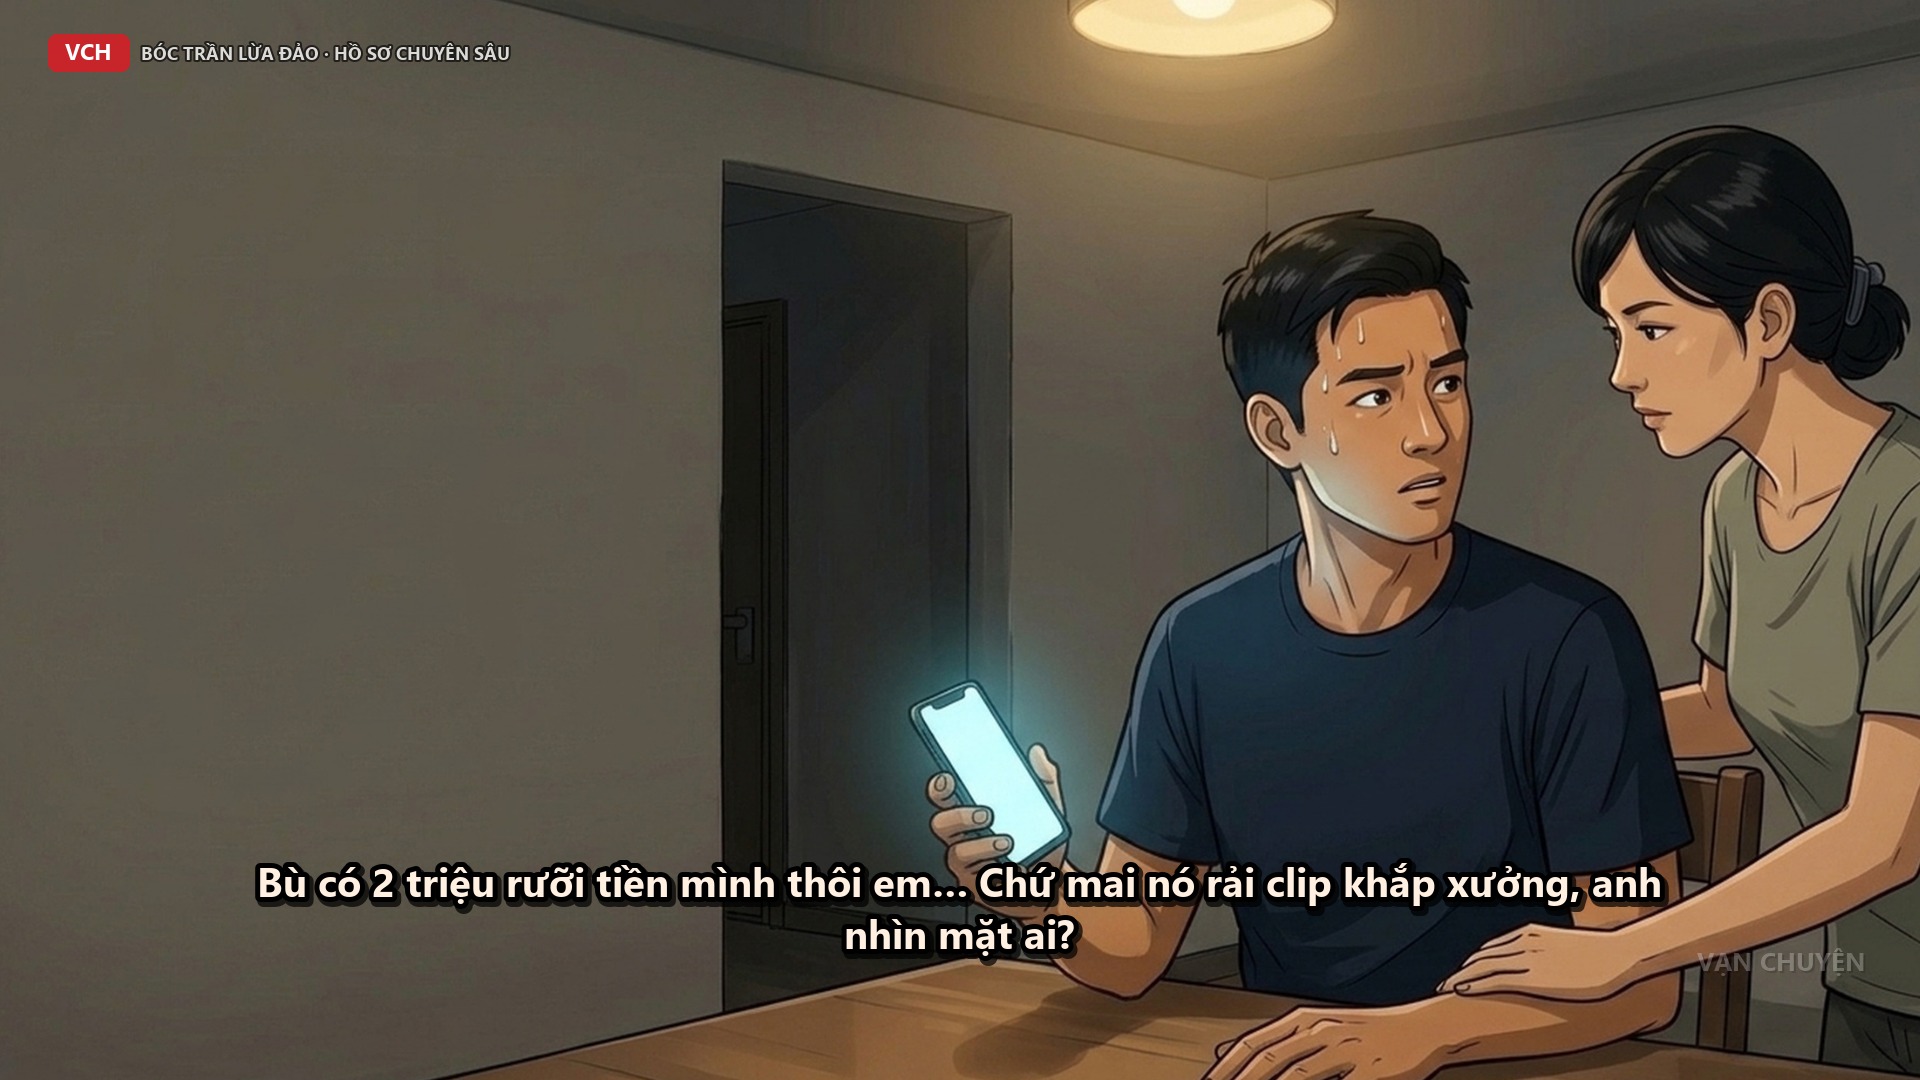 VCH BÓC TRẦN LỪA ĐẢO · HỒ SƠ CHUYÊN SÂU
Bù có 2 triệu rưỡi tiền mình thôi em... Chứ mai nó rải clip khắp xưởng, anh
nhìn mặt ai?
VẠN CHUYỆN